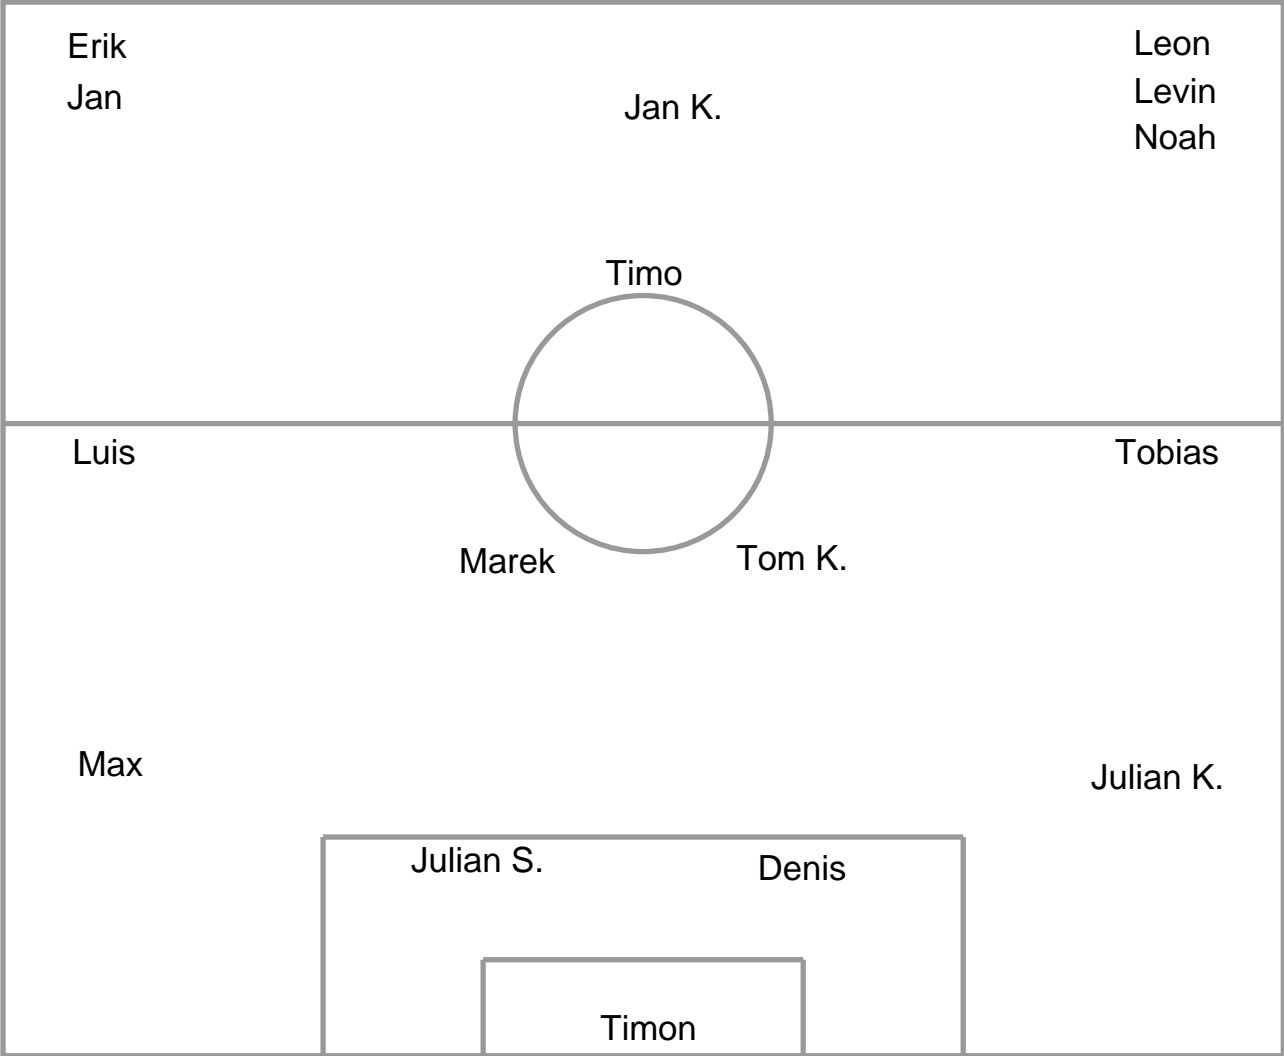 Erik
Jan
Jan K.
Leon
Levin
Noah
Timo
Luis
Tobias
Marek
Tom K.
Max
Julian K.
Julian S.
Denis
Timon